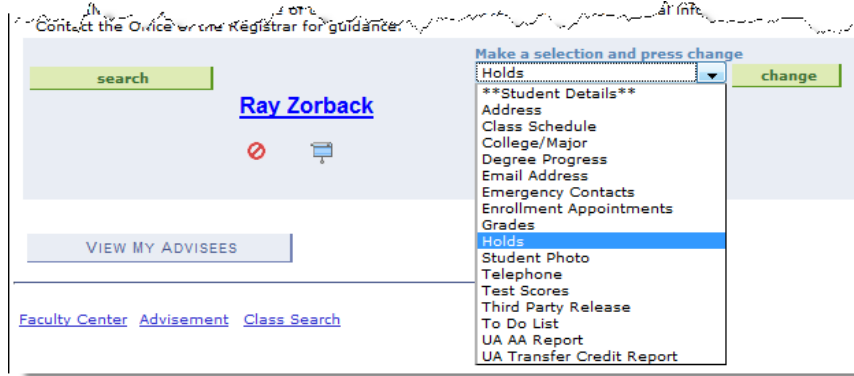 Contact the Office or the Registrar for guidance.
Make a selection and press change
search
Holds
change
Ray Zorback
**Student Details**
Address
Class Schedule
College/Major
Degree Progress
Email Address
Emergency Contacts
Enrollment Appointments
Grades
Holds
Student Photo
Telephone
Test Scores
Third Party Release
To Do List
UA AA Report
UA Transfer Credit Report
VIEW MY ADVISEES
Faculty Center Advisement Class Search